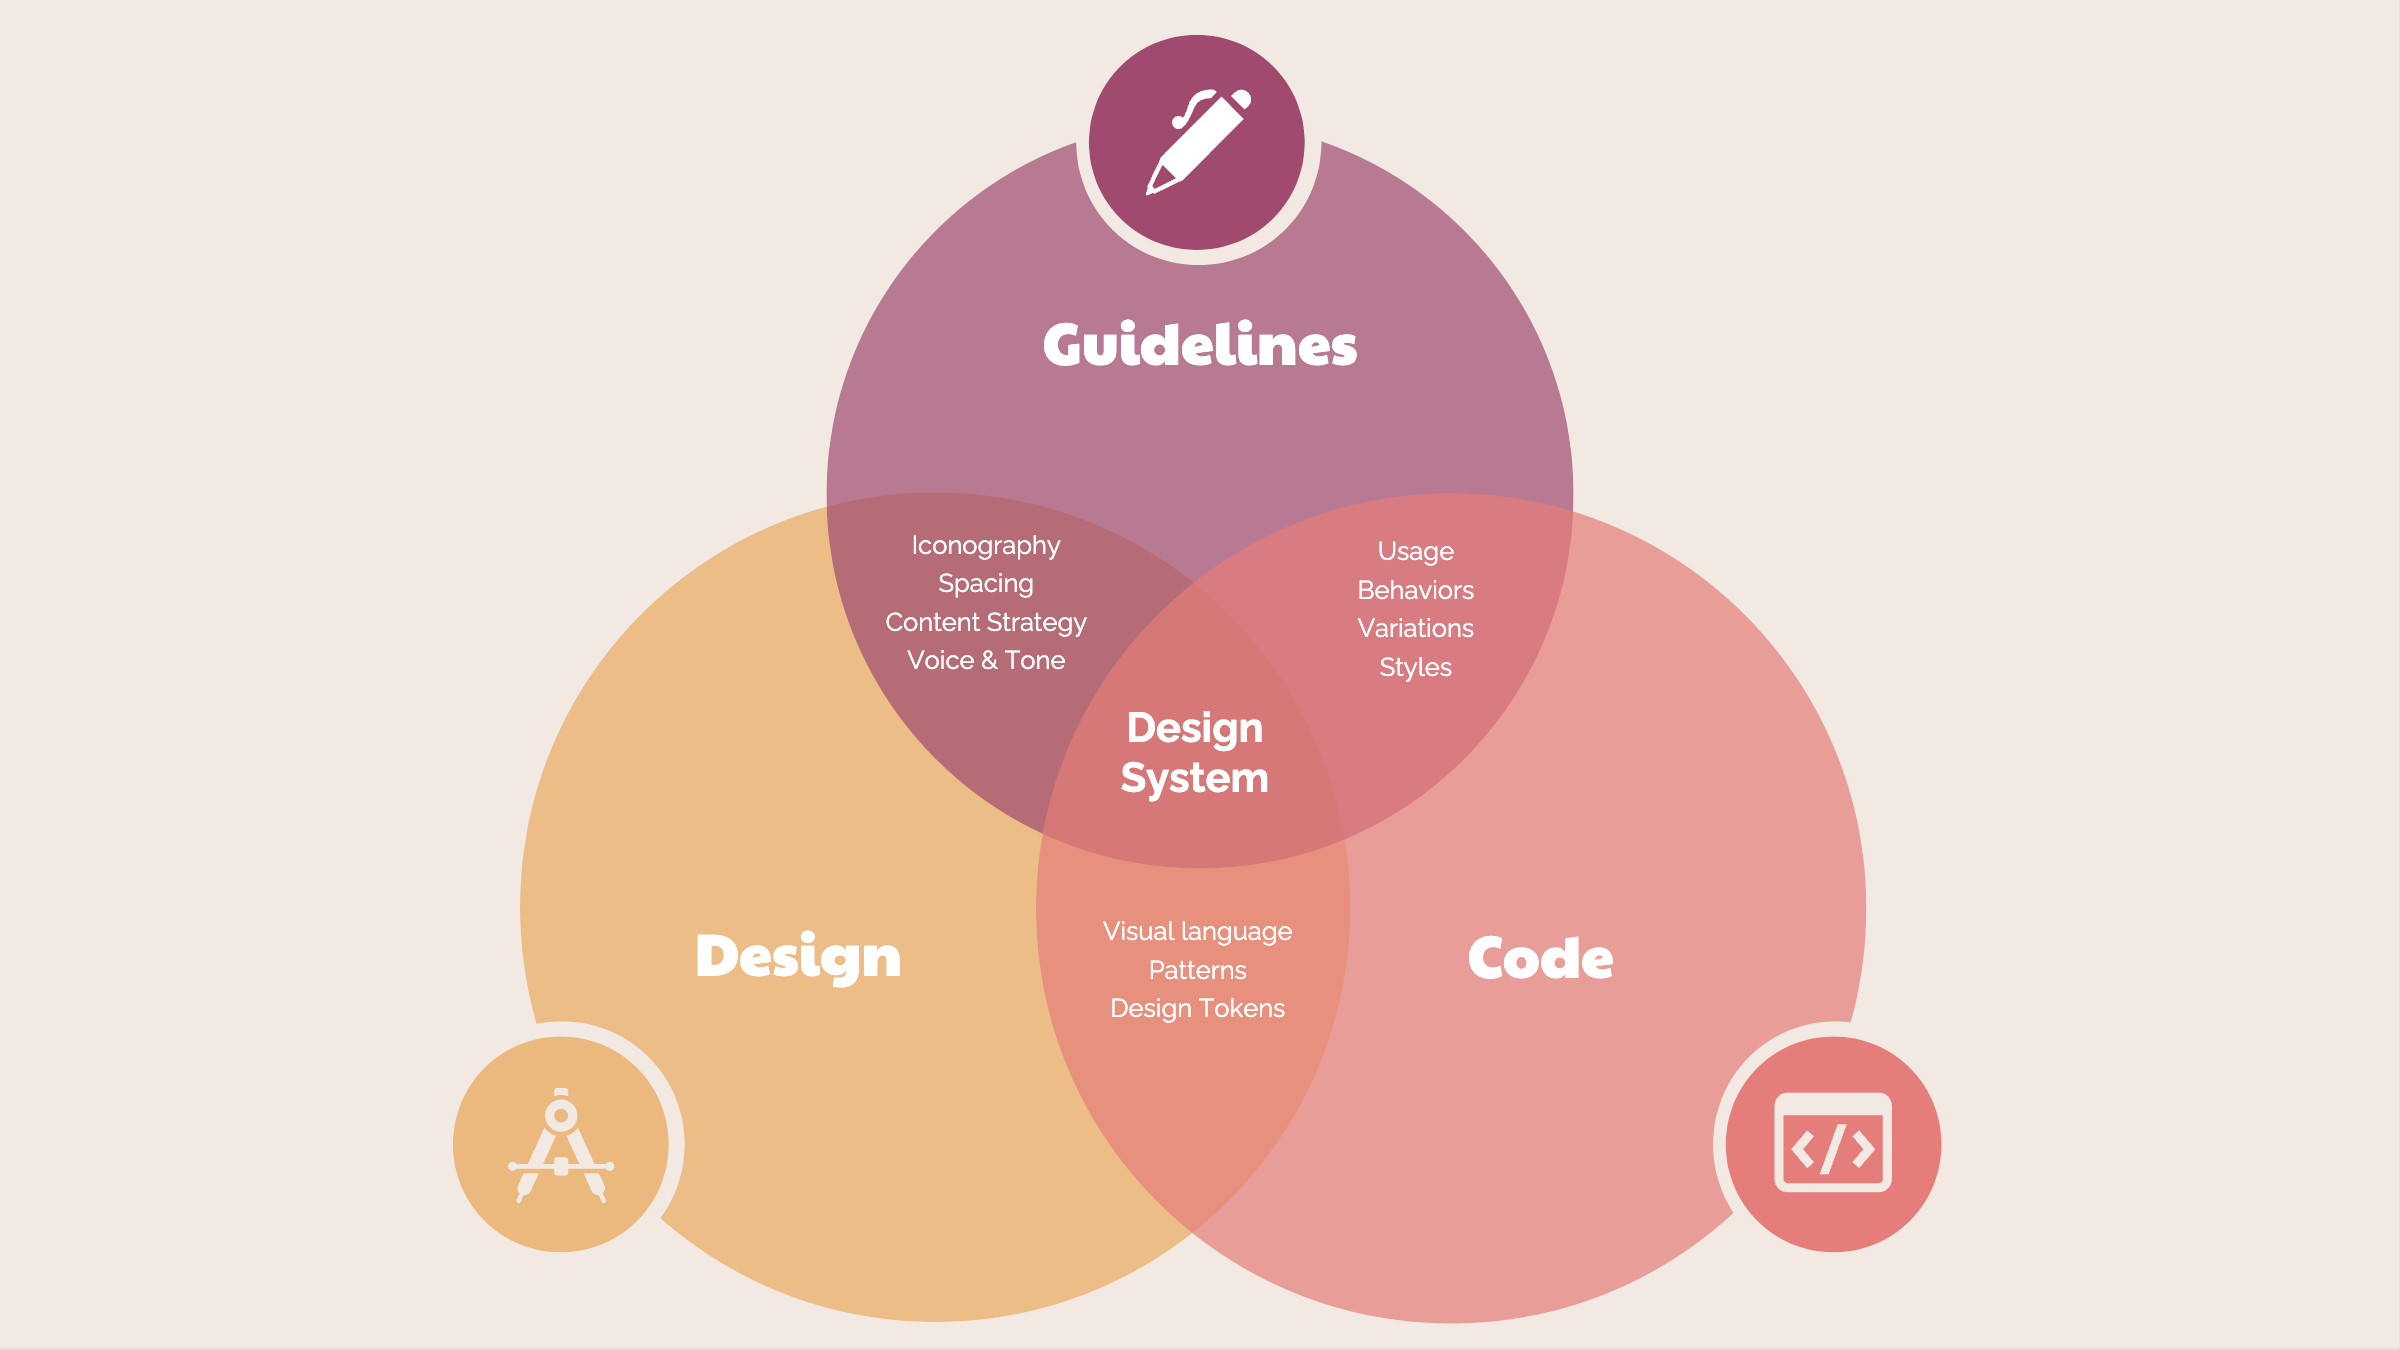 Guidelines
Iconography
Spacing
Content Strategy
Voice & Tone
Usage
Behaviors
Variations
Styles
Design
System
Design
Visual language
Patterns
Design Tokens
Code
</>